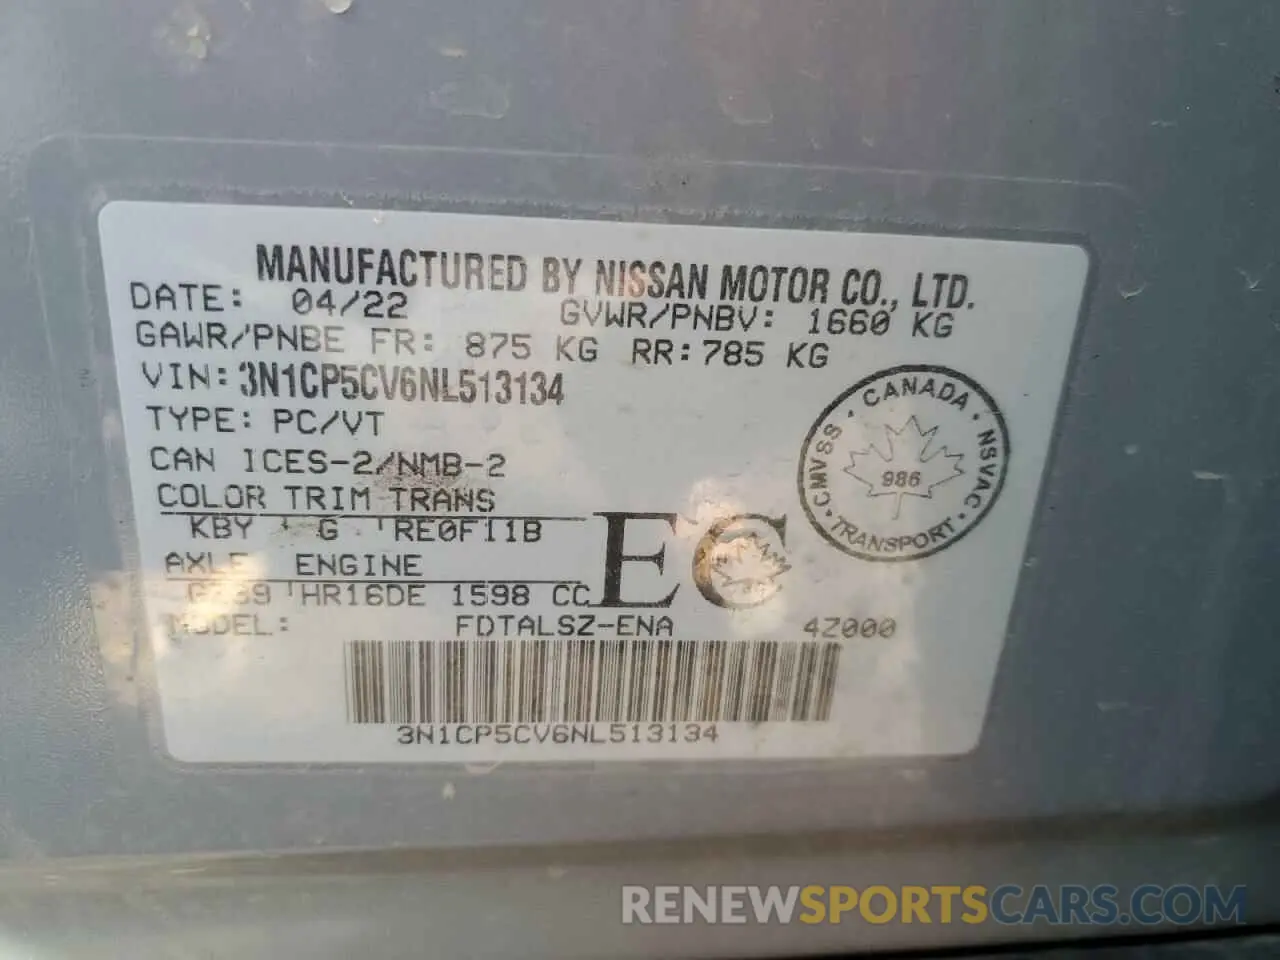 MANUFACTURED BY NISSAN MOTOR CO., LTD.
DATE: 04/22 GVWR/PNBV: 1660 KG
GAWR/PNBE FR: 875 KG RR: 785 KG
VIN: 3N1CP5CV6NL513134
TYPE: PC/VT
CAN ICES-2/NMB-2
COLOR TRIM TRANS
KBY G RE0F11B
AXLE ENGINE
HR16DE 1598 CC
MODEL: FDTALSZ-ENA 4Z000
3N1CP5CV6NL513134
EC
CANADA
CMVSS · NSVAC
986
TRANSPORT
RENEWSPORTSCARS.COM